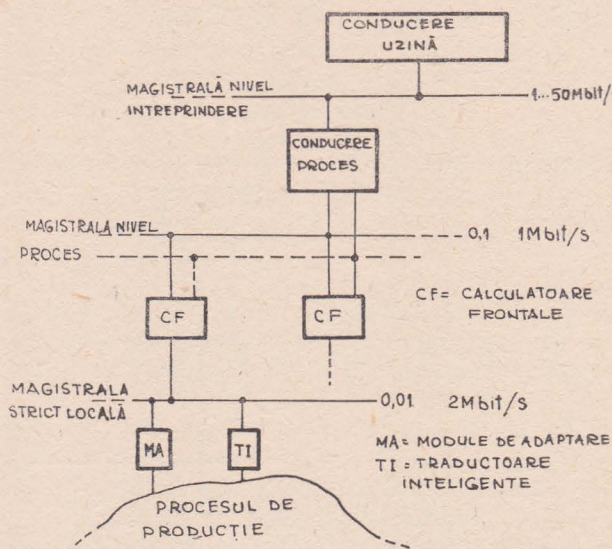 CONDUCERE
UZINĂ
MAGISTRALĂ NIVEL
INTREPRINDERE
1...50Mbit/
CONDUCERE
PROCES
MAGISTRALA NIVEL
PROCES
0,1 1Mbit/s
CF
CF
CF= CALCULATOARE
FRONTALE
MAGISTRALA
STRICT LOCALĂ
0,01 2Mbit/s
MA
TI
MA= MODULE DE ADAPTARE
TI = TRADUCTOARE
INTELIGENTE
PROCESUL DE
PRODUCȚIE